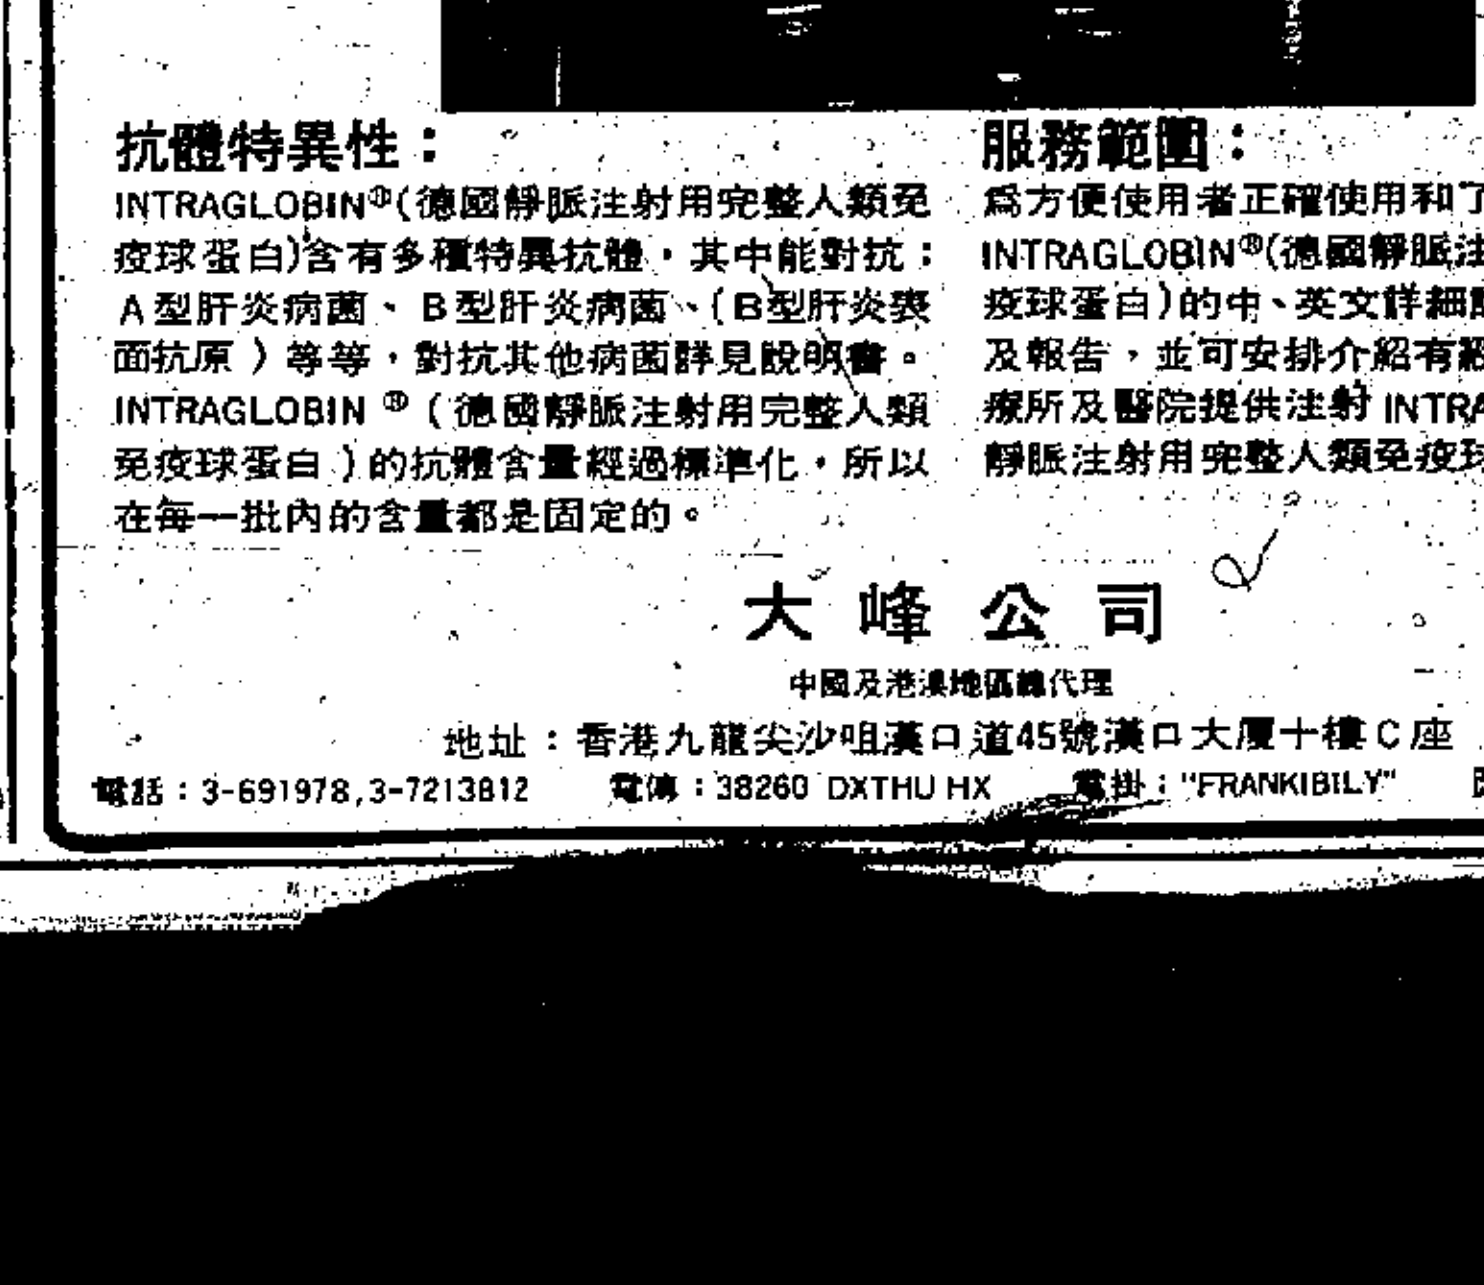 抗體特異性：
INTRAGLOBIN®(德國靜脈注射用完整人類免
疫球蛋白)含有多種特異抗體，其中能對抗：
A型肝炎病菌、B型肝炎病菌、(B型肝炎表
面抗原）等等，對抗其他病菌詳見說明書。
INTRAGLOBIN ®（德國靜脈注射用完整人類
免疫球蛋白）的抗體含量經過標準化，所以
在每一批內的含量都是固定的。
服務範圍：
爲方便使用者正確使用和了
INTRAGLOBIN®(德國靜脈注
疫球蛋白)的中、英文詳細
及報告，並可安排介紹有
療所及醫院提供注射 INTRA
靜脈注射用完整人類免疫球
大峰公司
中國及港澳地區總代理
地址：香港九龍尖沙咀漢口道45號漢口大廈十樓C座
電話：3-691978,3-7213812 電傳：38260 DXTHU HX 電掛："FRANKIBILY"